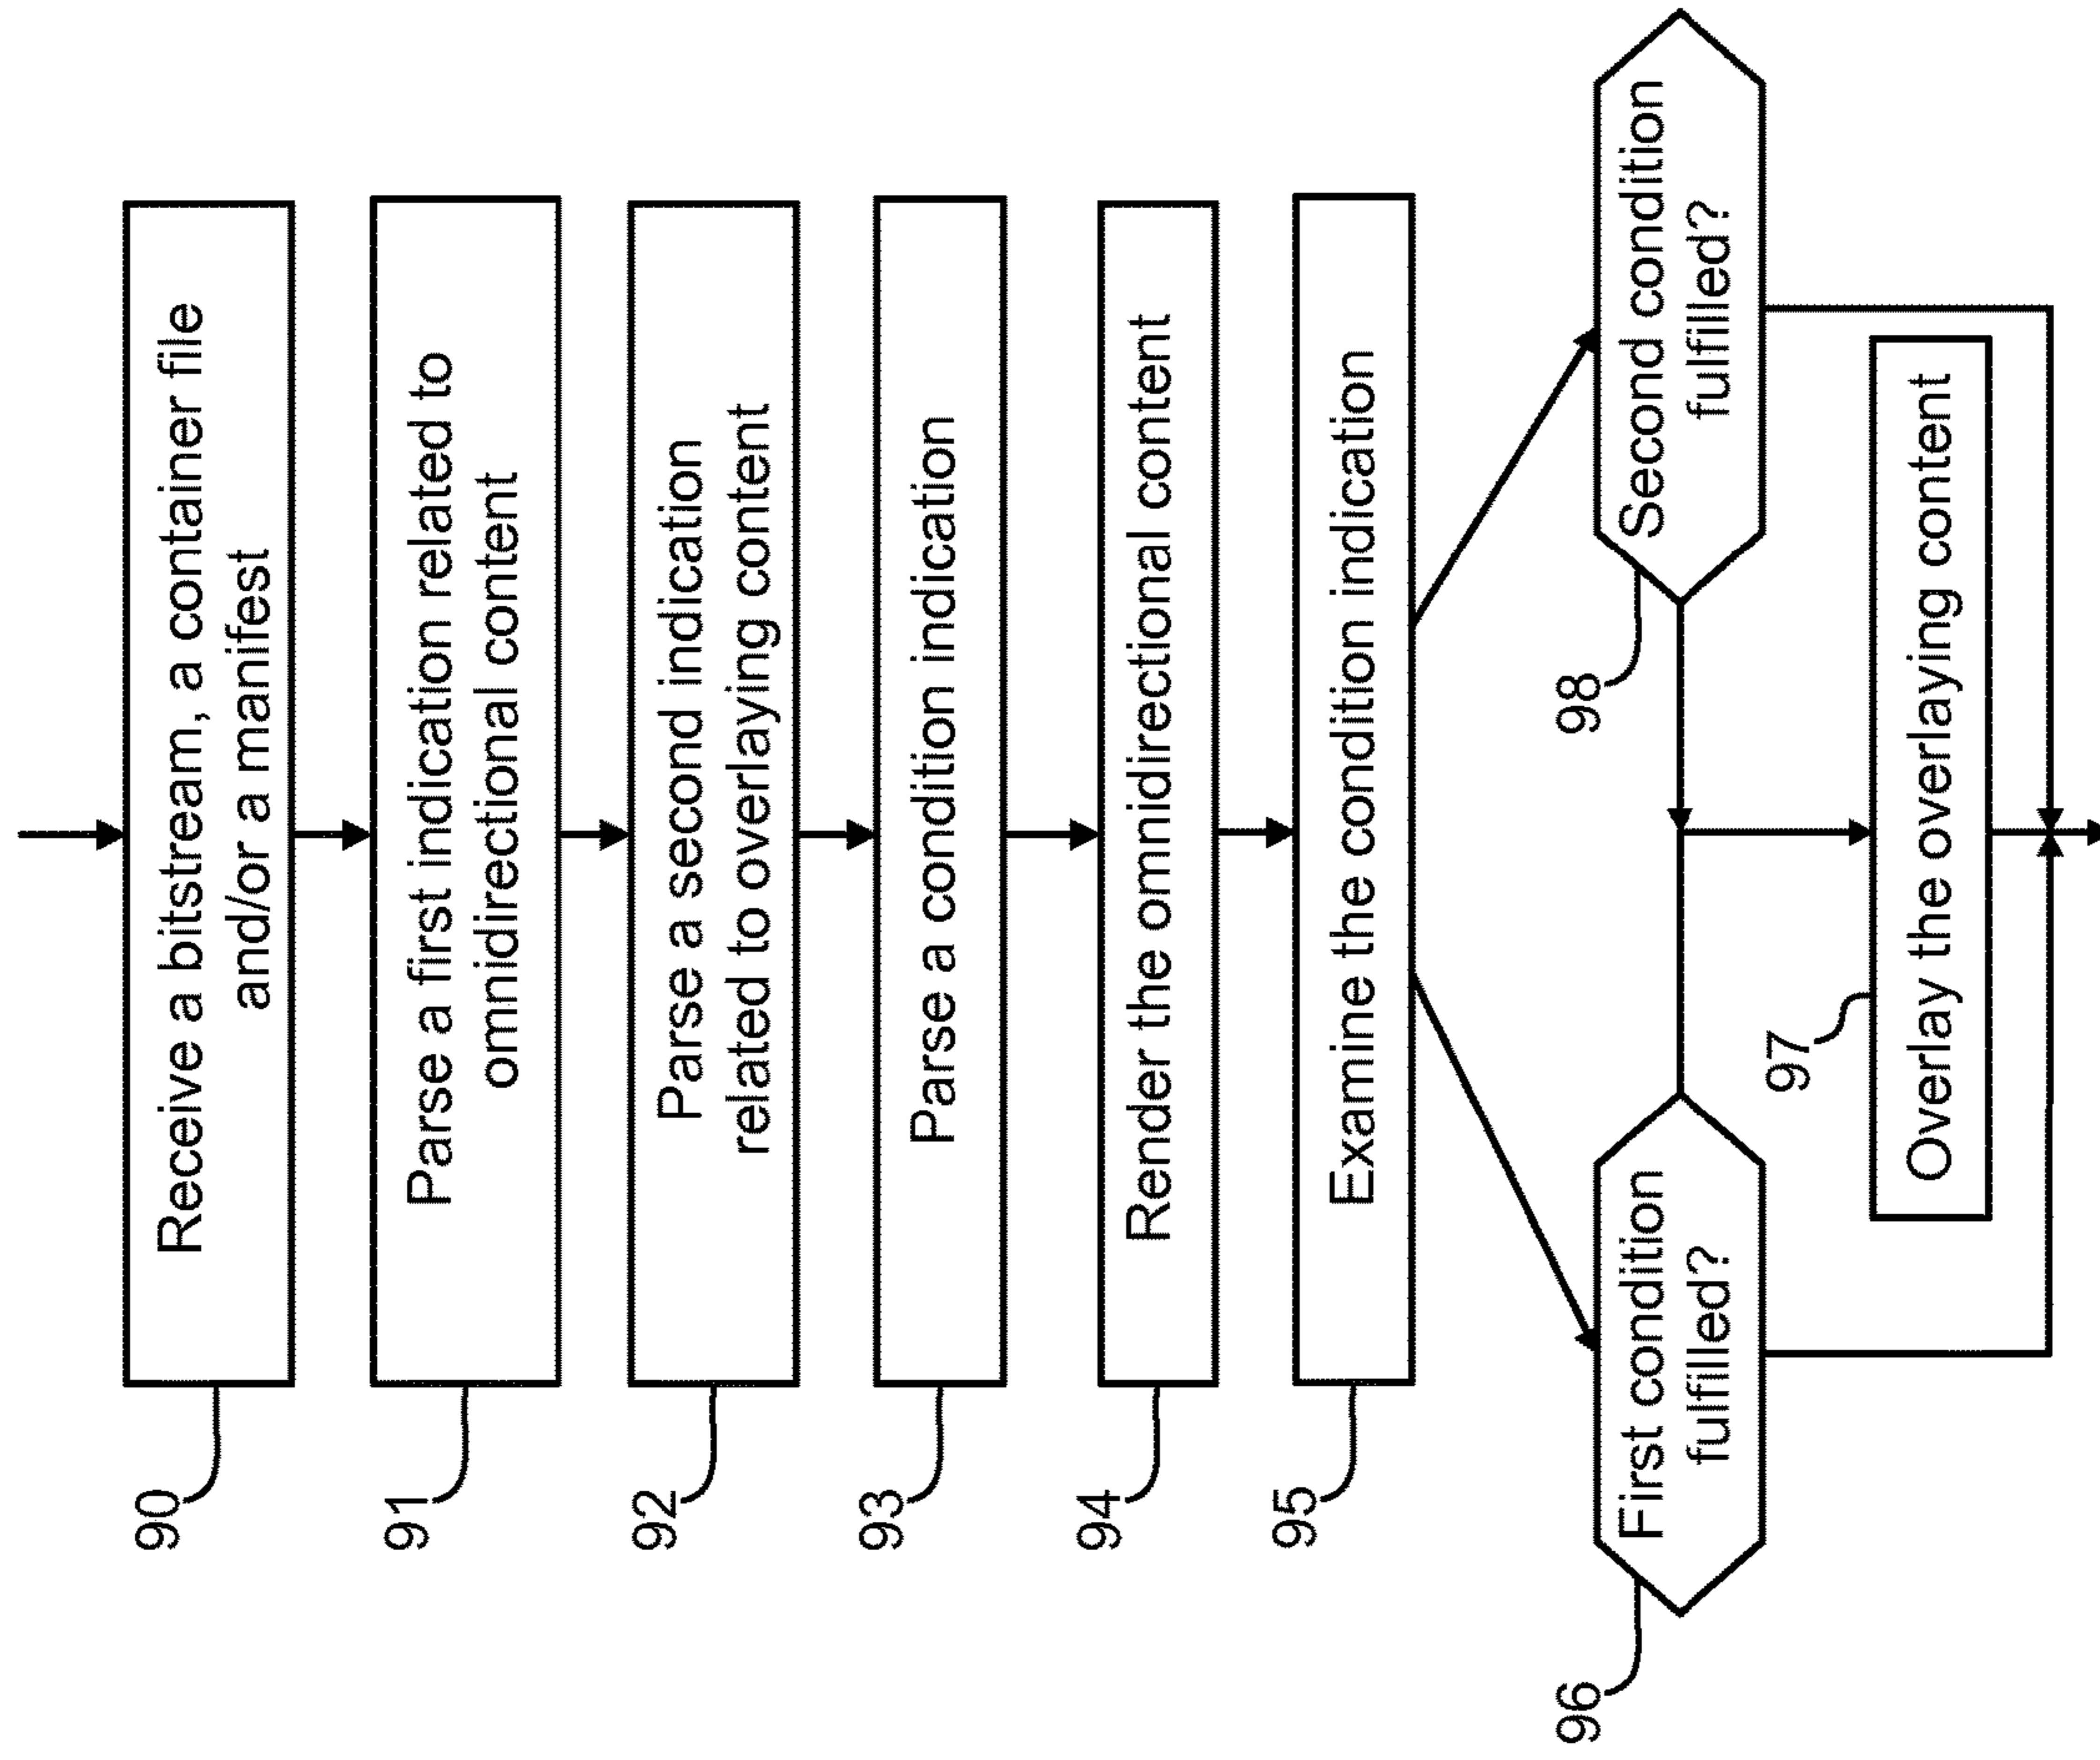 90
Receive a bitstream, a container file
and/or a manifest
91
Parse a first indication related to
omnidirectional content
92
Parse a second indication
related to overlaying content
93
Parse a condition indication
94
Render the omnidirectional content
95
Examine the condition indication
96
First condition
fulfilled?
98
Second condition
fulfilled?
97
Overlay the overlaying content